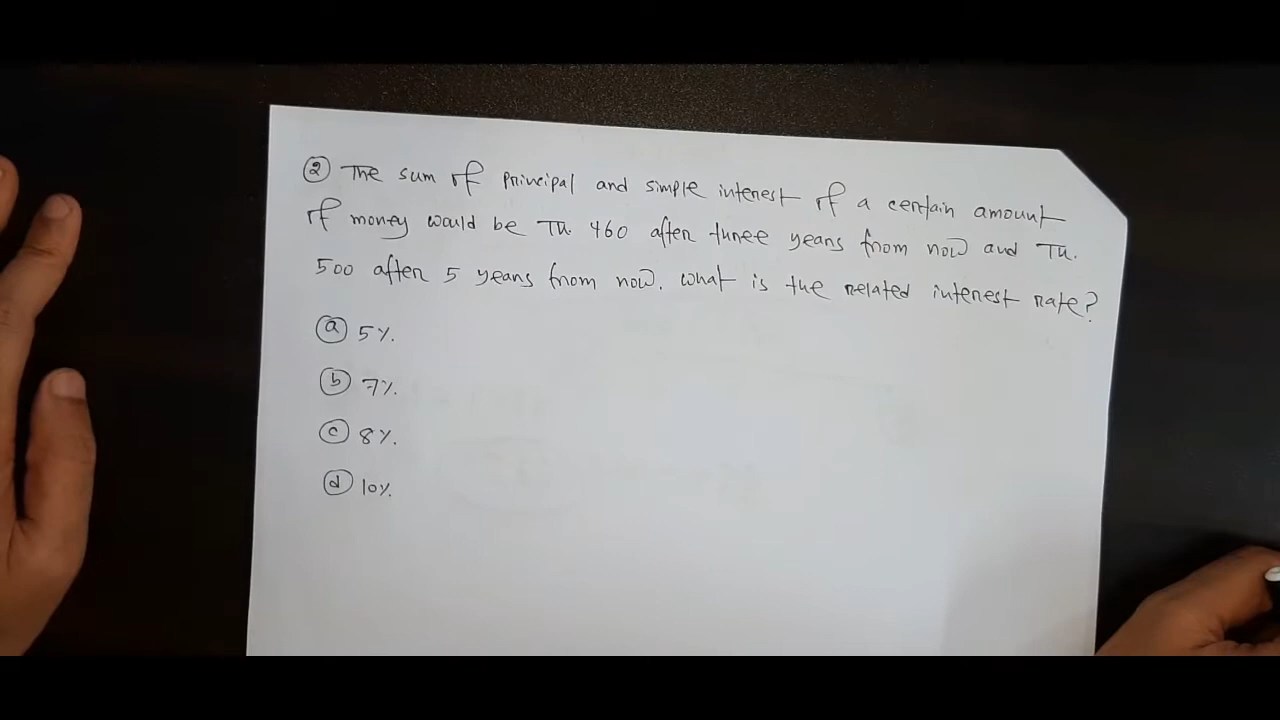 ② The sum of principal and simple interest of a certain amount
of money would be Tk. 460 after three years from now and Tk.
500 after 5 years from now. What is the related interest rate?
ⓐ 5%.
ⓑ 7%.
ⓒ 8%.
ⓓ 10%.